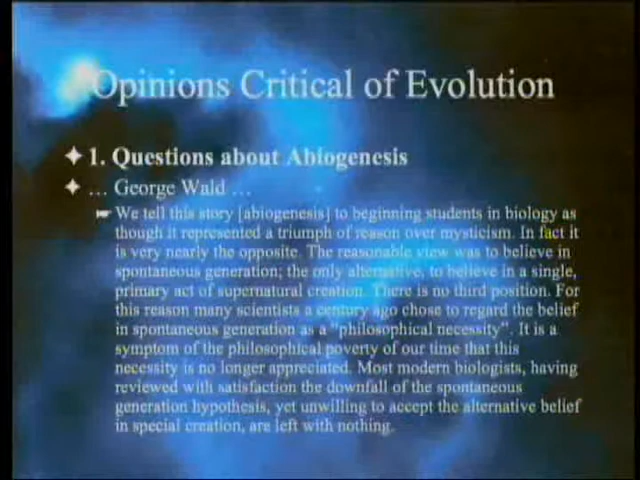 Opinions Critical of Evolution
1. Questions about Abiogenesis
... George Wald ...
We tell this story [abiogenesis] to beginning students in biology as
though it represented a triumph of reason over mysticism. In fact it
is very nearly the opposite. The reasonable view was to believe in
spontaneous generation; the only alternative, to believe in a single,
primary act of supernatural creation. There is no third position. For
this reason many scientists a century ago chose to regard the belief
in spontaneous generation as a "philosophical necessity". It is a
symptom of the philosophical poverty of our time that this
necessity is no longer appreciated. Most modern biologists, having
reviewed with satisfaction the downfall of the spontaneous
generation hypothesis, yet unwilling to accept the alternative belief
in special creation, are left with nothing.